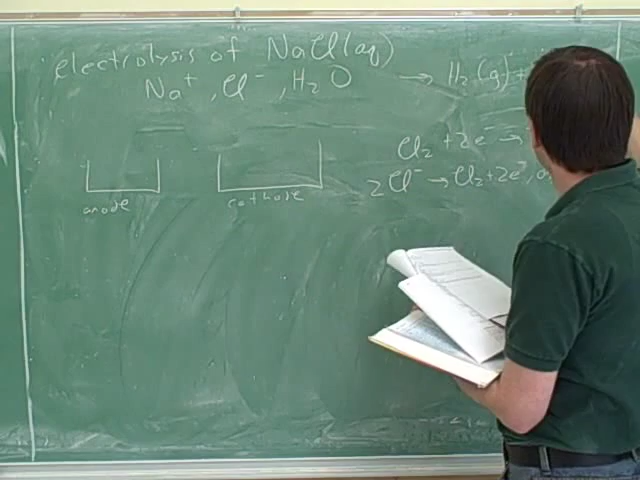 electrolysis of NaCl(aq)
Na⁺, Cl⁻, H₂O → H₂(g) +
Cl₂ + 2e⁻ →
2Cl⁻ → Cl₂ + 2e⁻,
anode
cathode